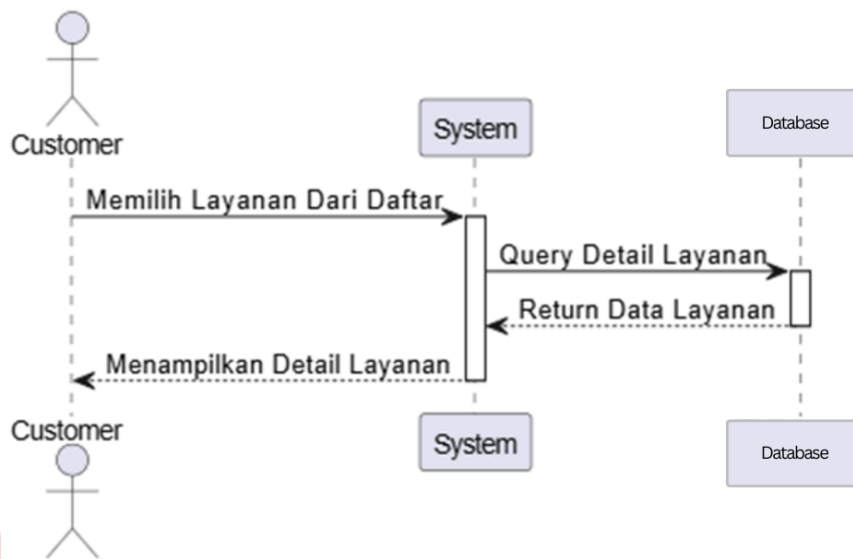 Customer
System
Database
Memilih Layanan Dari Daftar
Query Detail Layanan
Return Data Layanan
Menampilkan Detail Layanan
Customer
System
Database